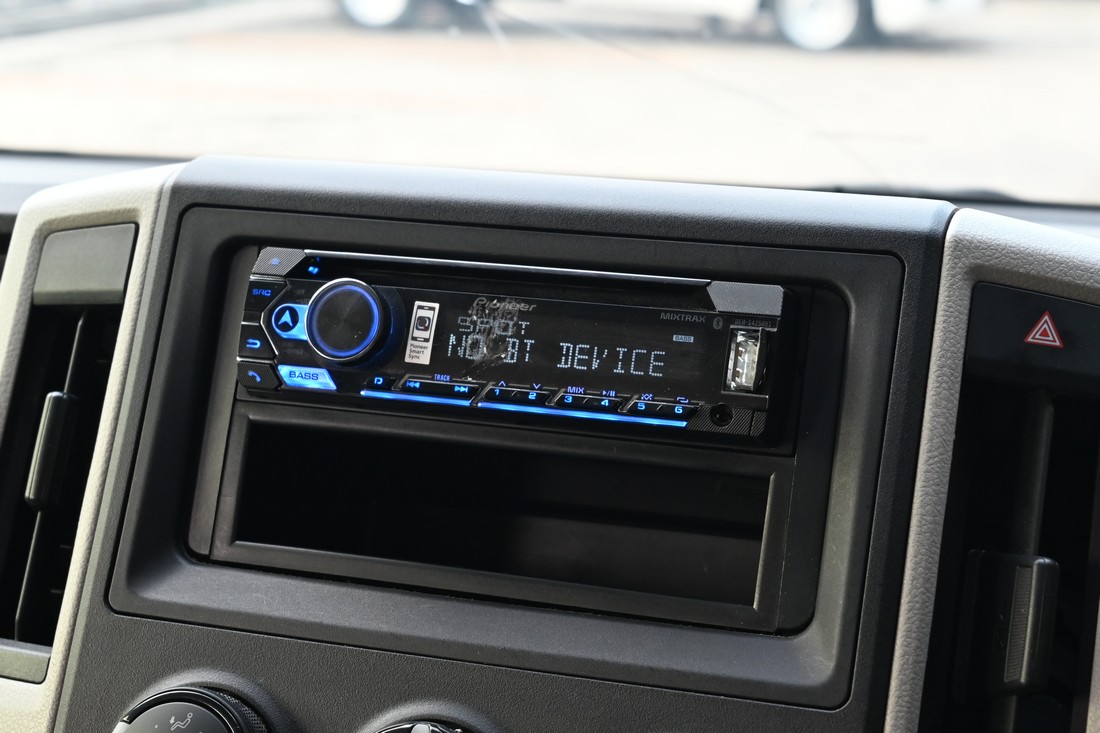 Pioneer
MIXTRAX
SRC
SPOT
BASS
NO BT DEVICE
Pioneer
Smart
Sync
BASS
D
TRACK
MIX
1 2 3 4 5 6